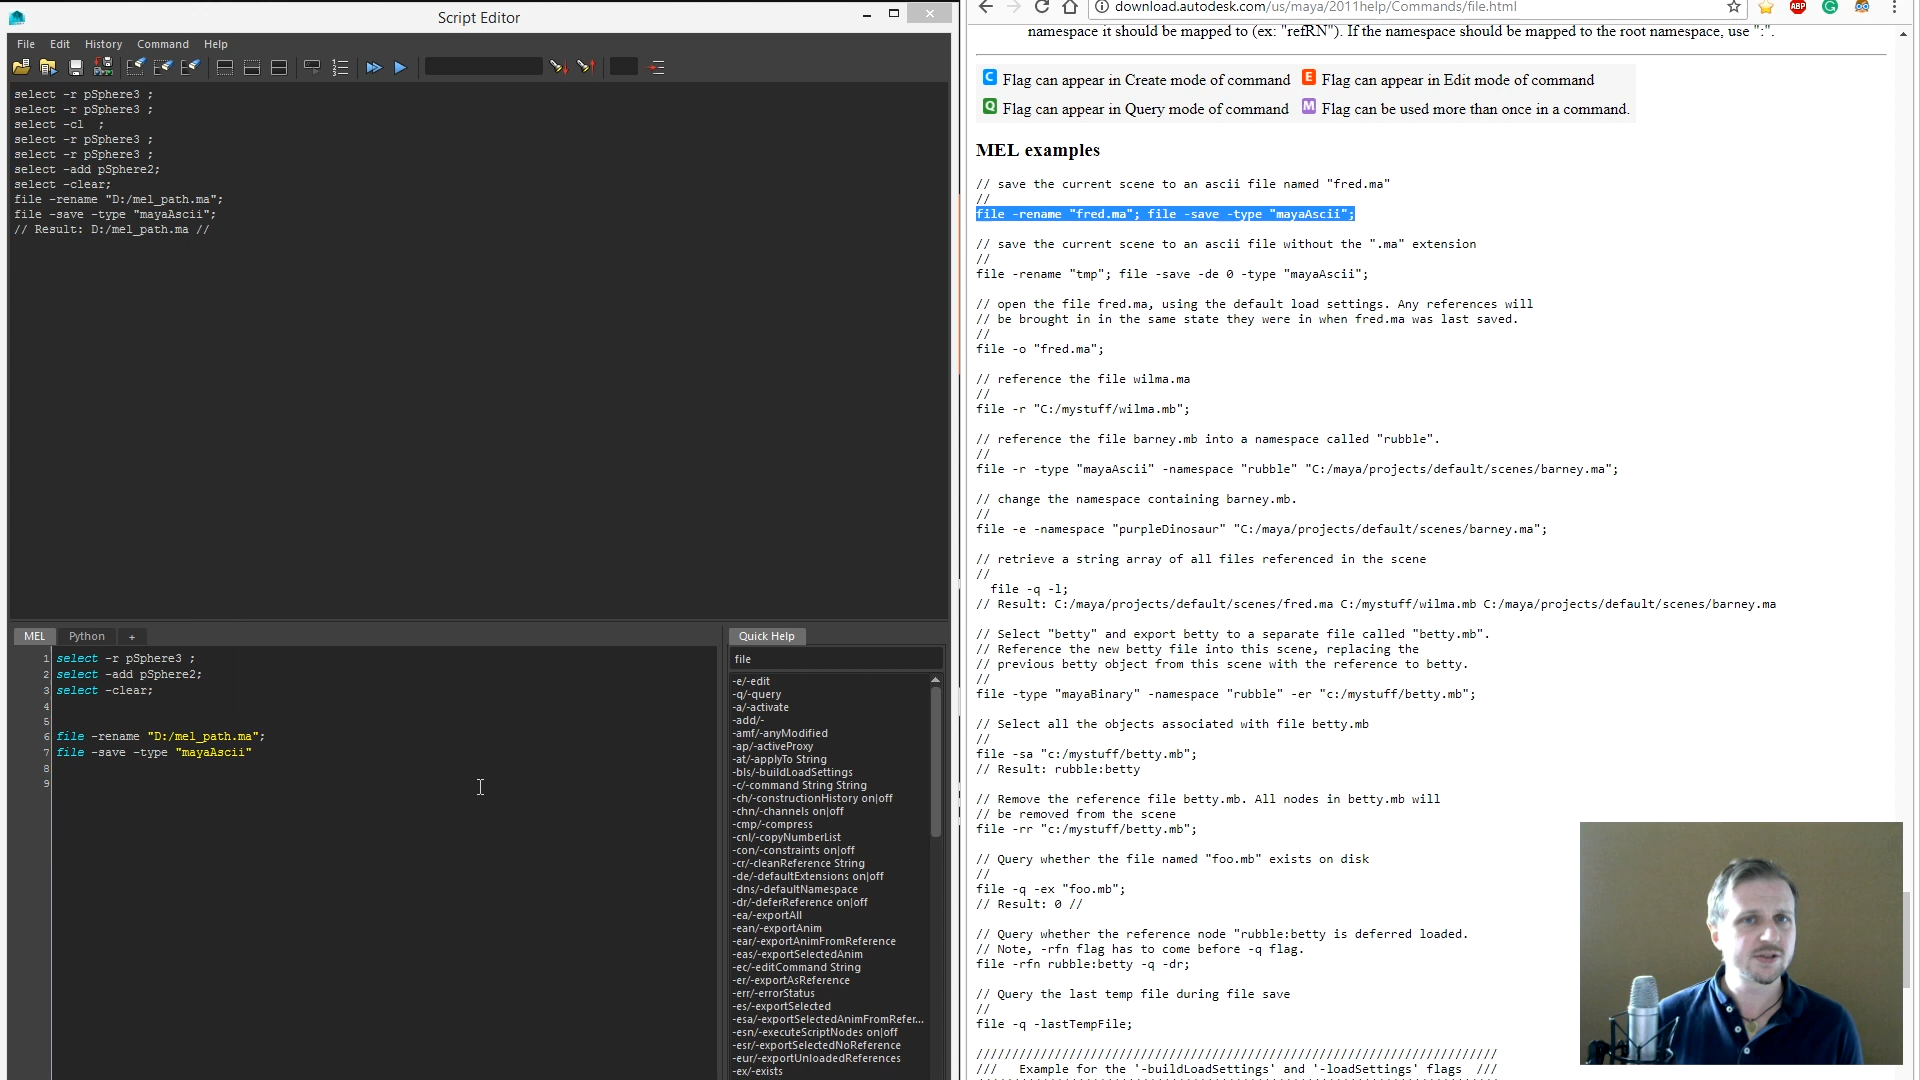 Script Editor
File Edit History Command Help
select -r pSphere3 ;
select -r pSphere3 ;
select -cl  ;
select -r pSphere3 ;
select -r pSphere3 ;
select -add pSphere2;
select -clear;
file -rename "D:/mel_path.ma";
file -save -type "mayaAscii";
// Result: D:/mel_path.ma //
MEL Python +
1 select -r pSphere3 ;
2 select -add pSphere2;
3 select -clear;
4
5
6 file -rename "D:/mel_path.ma";
7 file -save -type "mayaAscii"
8
9
Quick Help
file
-e/-edit
-q/-query
-a/-activate
-add/-
-amf/-anyModified
-ap/-activeProxy
-at/-applyTo String
-bls/-buildLoadSettings
-c/-command String String
-ch/-constructionHistory on|off
-chn/-channels on|off
-cmp/-compress
-cnl/-copyNumberList
-con/-constraints on|off
-cr/-cleanReference String
-de/-defaultExtensions on|off
-dns/-defaultNamespace
-dr/-deferReference on|off
-ea/-exportAll
-ean/-exportAnim
-ear/-exportAnimFromReference
-eas/-exportSelectedAnim
-ec/-editCommand String
-er/-exportAsReference
-err/-errorStatus
-es/-exportSelected
-esa/-exportSelectedAnimFromRefer...
-esn/-executeScriptNodes on|off
-esr/-exportSelectedNoReference
-eur/-exportUnloadedReferences
-ex/-exists
download.autodesk.com/us/maya/2011help/Commands/file.html
ABP
namespace it should be mapped to (ex: "refRN"). If the namespace should be mapped to the root namespace, use ":".
C Flag can appear in Create mode of command E Flag can appear in Edit mode of command
Q Flag can appear in Query mode of command M Flag can be used more than once in a command.
MEL examples
// save the current scene to an ascii file named "fred.ma"
//
file -rename "fred.ma"; file -save -type "mayaAscii";
// save the current scene to an ascii file without the ".ma" extension
//
file -rename "tmp"; file -save -de 0 -type "mayaAscii";
// open the file fred.ma, using the default load settings. Any references will
// be brought in in the same state they were in when fred.ma was last saved.
//
file -o "fred.ma";
// reference the file wilma.ma
//
file -r "C:/mystuff/wilma.mb";
// reference the file barney.mb into a namespace called "rubble".
//
file -r -type "mayaAscii" -namespace "rubble" "C:/maya/projects/default/scenes/barney.ma";
// change the namespace containing barney.mb.
//
file -e -namespace "purpleDinosaur" "C:/maya/projects/default/scenes/barney.ma";
// retrieve a string array of all files referenced in the scene
//
file -q -l;
// Result: C:/maya/projects/default/scenes/fred.ma C:/mystuff/wilma.mb C:/maya/projects/default/scenes/barney.ma
// Select "betty" and export betty to a separate file called "betty.mb".
// Reference the new betty file into this scene, replacing the
// previous betty object from this scene with the reference to betty.
//
file -type "mayaBinary" -namespace "rubble" -er "c:/mystuff/betty.mb";
// Select all the objects associated with file betty.mb
//
file -sa "c:/mystuff/betty.mb";
// Result: rubble:betty
// Remove the reference file betty.mb. All nodes in betty.mb will
// be removed from the scene
file -rr "c:/mystuff/betty.mb";
// Query whether the file named "foo.mb" exists on disk
//
file -q -ex "foo.mb";
// Result: 0 //
// Query whether the reference node "rubble:betty is deferred loaded.
// Note, -rfn flag has to come before -q flag.
file -rfn rubble:betty -q -dr;
// Query the last temp file during file save
//
file -q -lastTempFile;
/////////////////////////////////////////////////////////////////////////
///   Example for the '-buildLoadSettings' and '-loadSettings' flags  ///